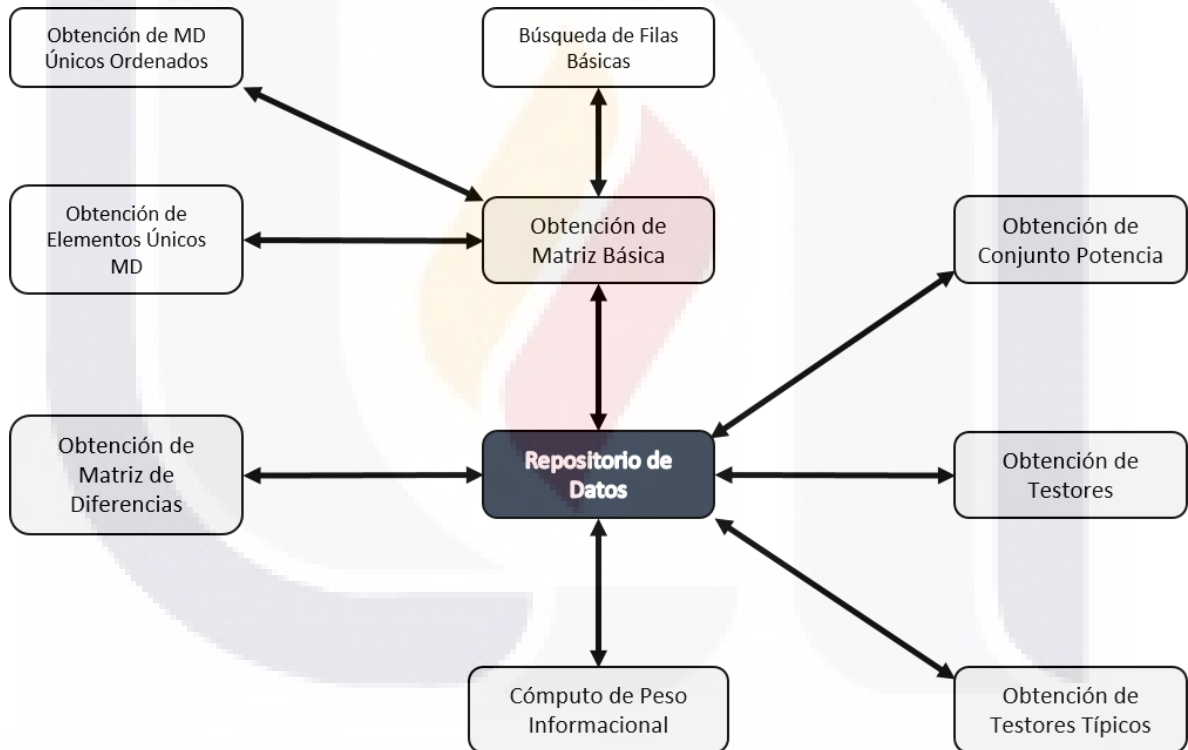 Obtención de MD
Únicos Ordenados
Búsqueda de Filas
Básicas
Obtención de
Elementos Únicos
MD
Obtención de
Matriz Básica
Obtención de
Conjunto Potencia
Obtención de
Matriz de
Diferencias
Repositorio de
Datos
Obtención de
Testores
Cómputo de Peso
Informacional
Obtención de
Testores Típicos